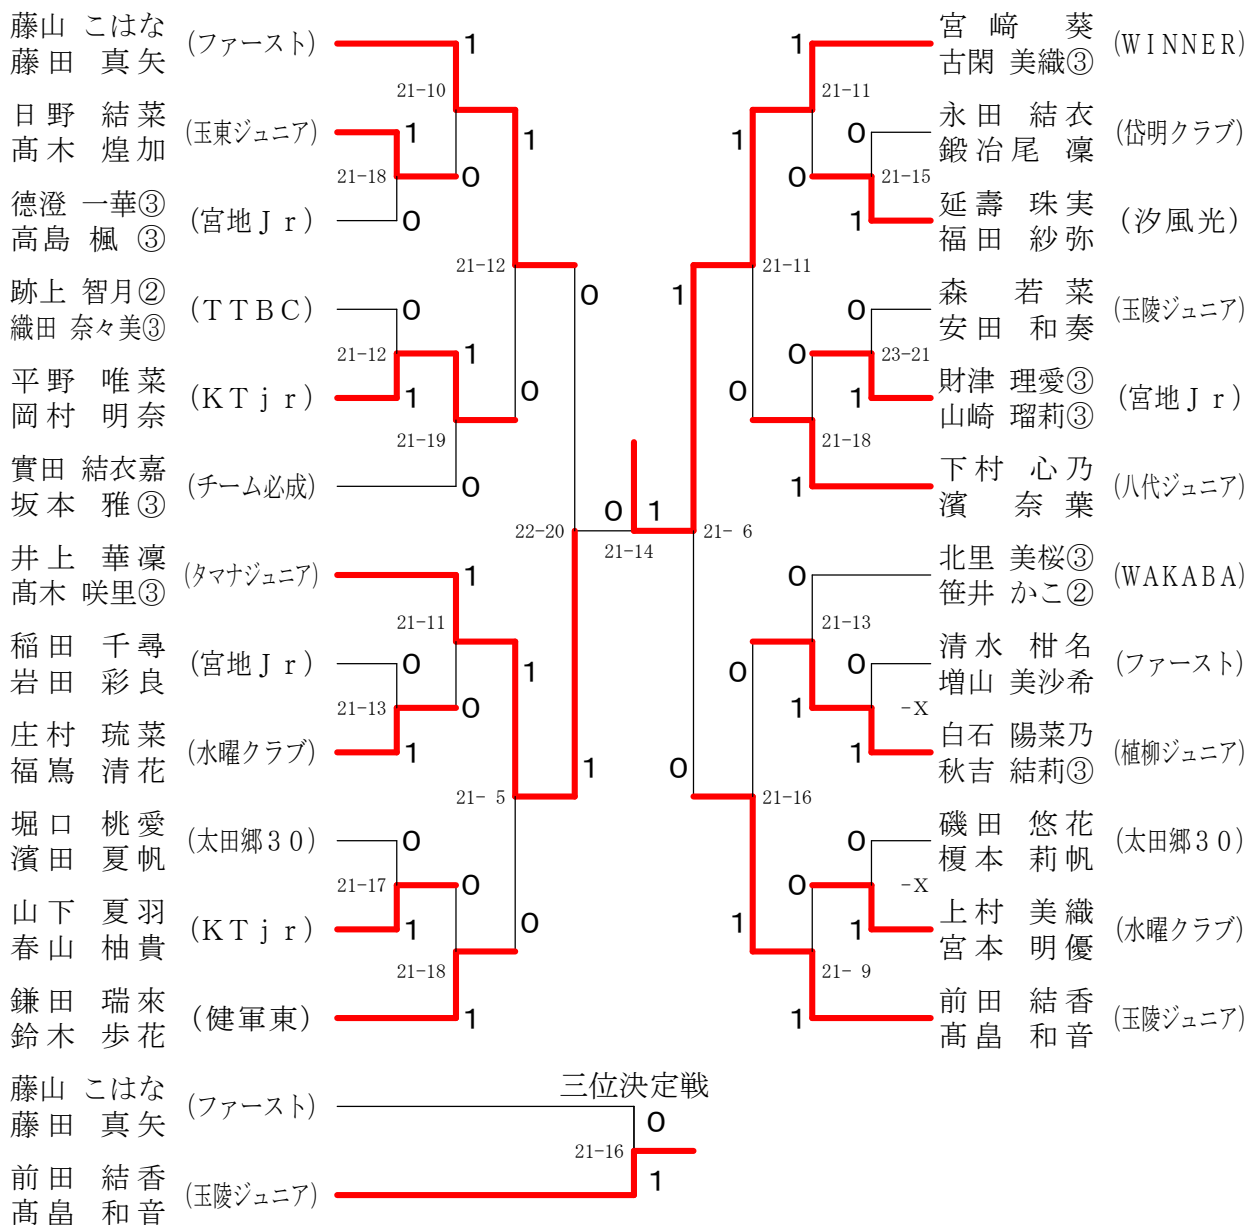 藤山 こはな
藤田 真矢
(ファースト)
1
21-10
日野 結菜
髙木 煌加
(玉東ジュニア)
1
1
21-18
0
德澄 一華③
高島 楓 ③
(宮地Ｊｒ)
0
21-12
0
跡上 智月②
織田 奈々美③
(ＴＴＢＣ)
0
21-12
1
平野 唯菜
岡村 明奈
(ＫＴｊｒ)
1
0
21-19
實田 結衣嘉
坂本 雅③
(チーム必成)
0
22-20
井上 華凜
髙木 咲里③
(タマナジュニア)
1
21-11
稲田 千尋
岩田 彩良
(宮地Ｊｒ)
0
1
21-13
0
庄村 琉菜
福嶌 清花
(水曜クラブ)
1
1
21- 5
堀口 桃愛
濱田 夏帆
(太田郷３０)
0
21-17
0
山下 夏羽
春山 柚貴
(ＫＴｊｒ)
1
0
21-18
鎌田 瑞來
鈴木 歩花
(健軍東)
1
0
1
21-14
宮﨑 葵
古閑 美織③
(WINNER)
1
21-11
永田 結衣
鍛冶尾 凜
(岱明クラブ)
0
1
0
21-15
延壽 珠実
福田 紗弥
(汐風光)
1
21-11
1
森 若菜
安田 和奏
(玉陵ジュニア)
0
0
23-21
財津 理愛③
山崎 瑠莉③
(宮地Ｊｒ)
1
0
21-18
下村 心乃
濱 奈葉
(八代ジュニア)
1
21- 6
北里 美桜③
笹井 かこ②
(WAKABA)
0
21-13
清水 柑名
増山 美沙希
(ファースト)
0
0
1
-X
白石 陽菜乃
秋吉 結莉③
(植柳ジュニア)
1
0
21-16
磯田 悠花
榎本 莉帆
(太田郷３０)
0
0
-X
上村 美織
宮本 明優
(水曜クラブ)
1
1
21- 9
前田 結香
髙畠 和音
(玉陵ジュニア)
1
三位決定戦
藤山 こはな
藤田 真矢
(ファースト)
0
21-16
前田 結香
髙畠 和音
(玉陵ジュニア)
1